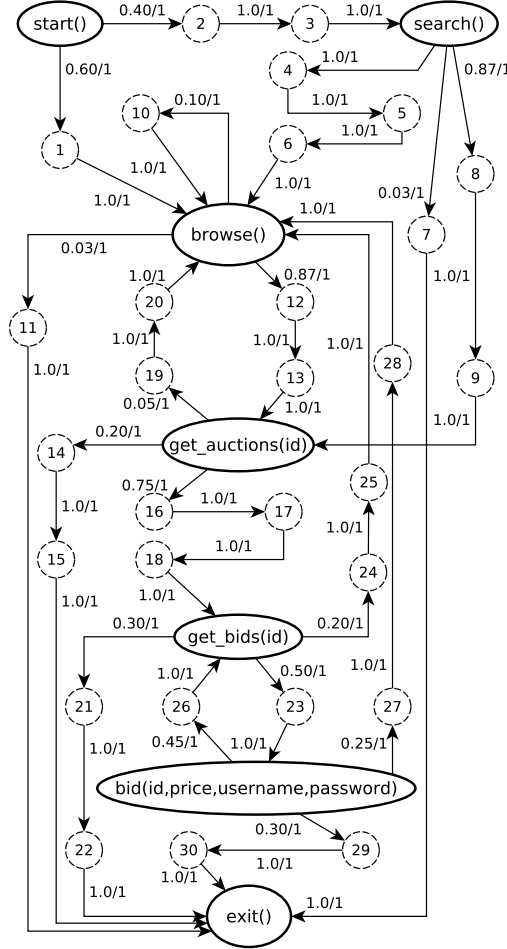 start() 0.40/1 2 1.0/1 3 1.0/1 search()
0.60/1 4 1.0/1 0.87/1
10 0.10/1 1.0/1 5
1 1.0/1 6 1.0/1
1.0/1 1.0/1 8
0.03/1
1.0/1 7
browse()
0.03/1 0.87/1 1.0/1
1.0/1 20 12
11 1.0/1 1.0/1 1.0/1
1.0/1 19 13 28 9
0.05/1 1.0/1
0.20/1 1.0/1
14 get_auctions(id)
0.75/1 25
1.0/1 16 1.0/1 17
1.0/1 1.0/1
15 18 24
1.0/1 1.0/1
0.30/1 get_bids(id) 0.20/1
1.0/1 0.50/1 1.0/1
21 26 23 27
1.0/1 0.45/1 1.0/1 0.25/1
bid(id,price,username,password)
0.30/1
22 30 1.0/1 29
1.0/1 1.0/1
exit() 1.0/1